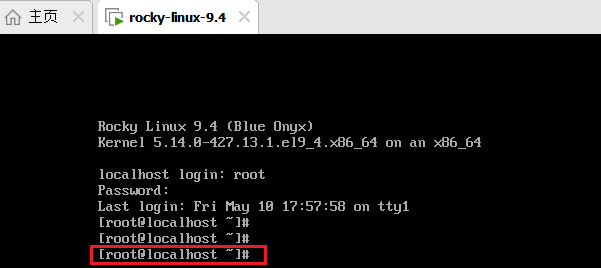 主页
rocky-linux-9.4
Rocky Linux 9.4 (Blue Onyx)
Kernel 5.14.0-427.13.1.el9_4.x86_64 on an x86_64
localhost login: root
Password:
Last login: Fri May 10 17:57:58 on tty1
[root@localhost ~]#
[root@localhost ~]#
[root@localhost ~]#